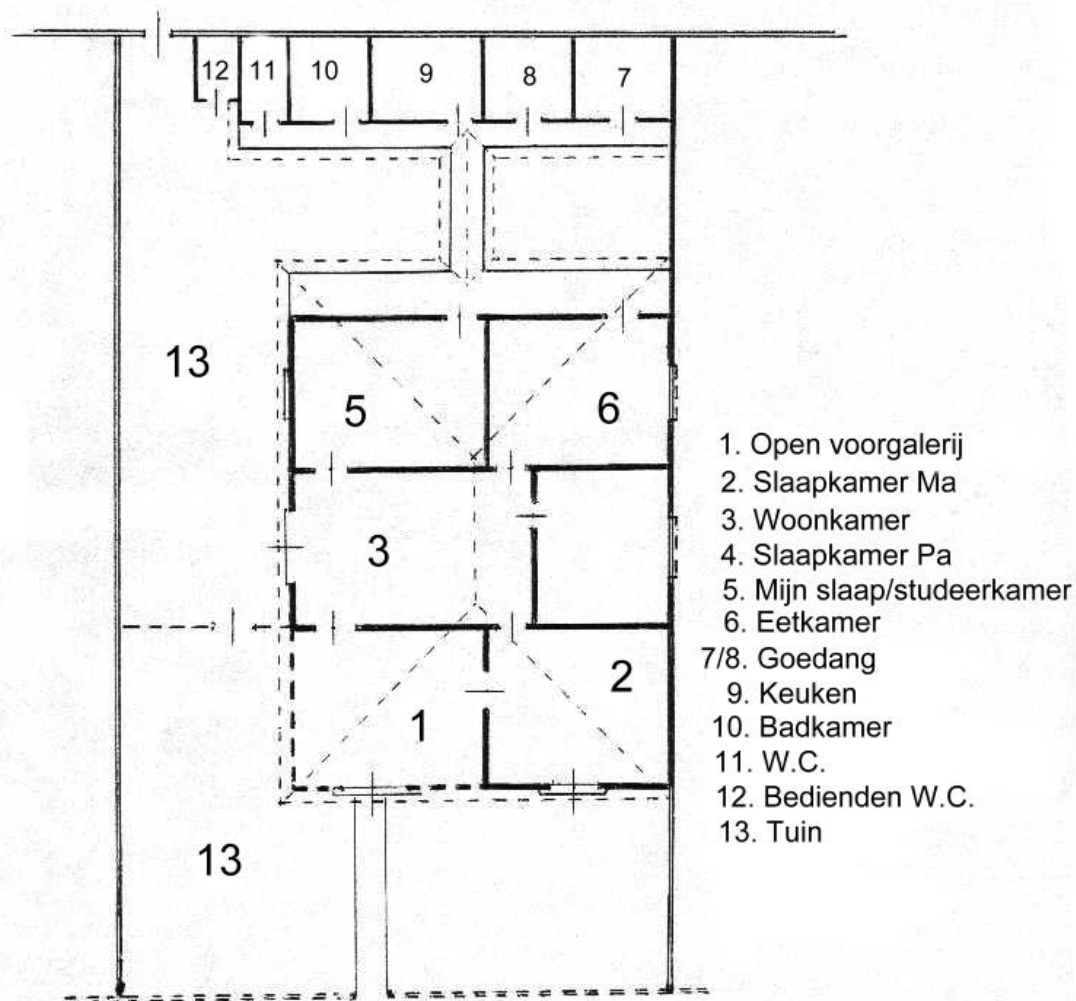 12 11 10 9 8 7
13
5 6
3
2
1
13
1. Open voorgalerij
2. Slaapkamer Ma
3. Woonkamer
4. Slaapkamer Pa
5. Mijn slaap/studeerkamer
6. Eetkamer
7/8. Goedang
9. Keuken
10. Badkamer
11. W.C.
12. Bedienden W.C.
13. Tuin